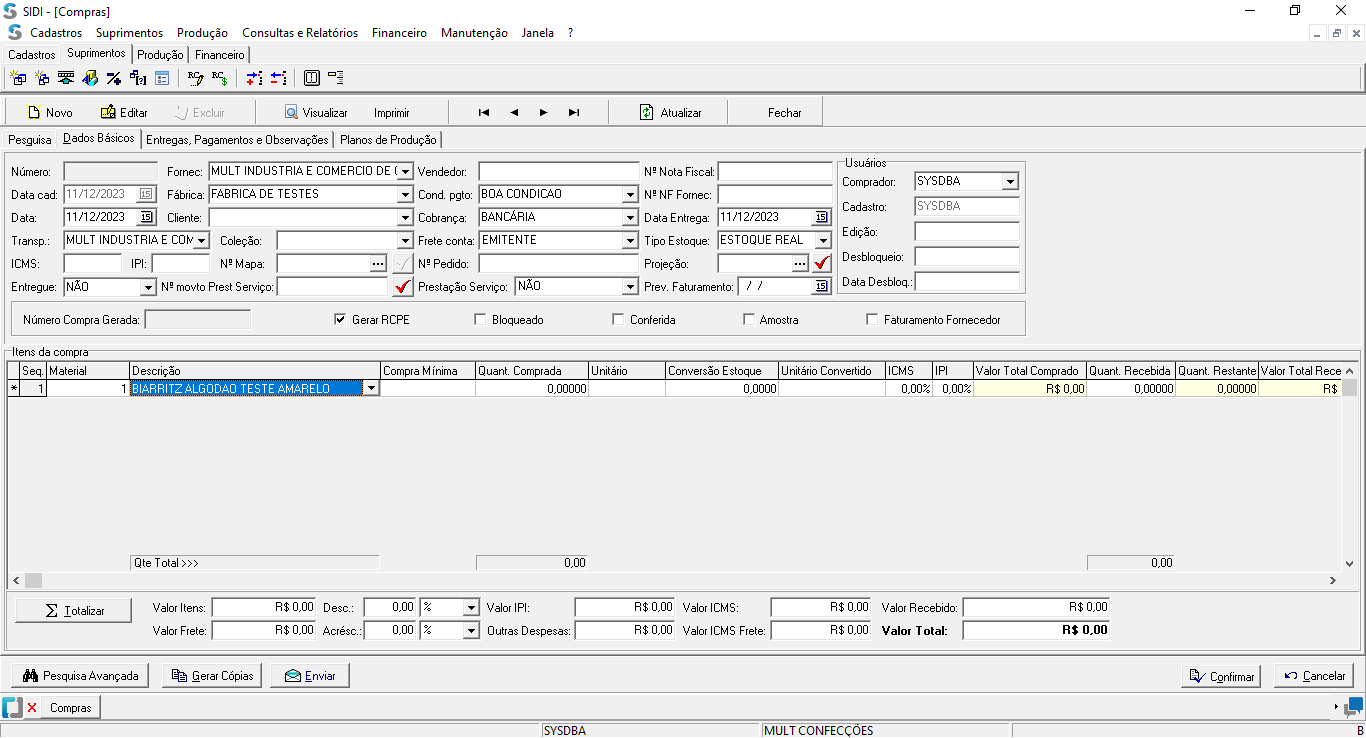 SIDI - [Compras]
Cadastros Suprimentos Produção Consultas e Relatórios Financeiro Manutenção Janela ?
Cadastros Suprimentos Produção Financeiro
Novo Editar Excluir Visualizar Imprimir Atualizar Fechar
Pesquisa Dados Básicos Entregas, Pagamentos e Observações Planos de Produção
Número: Fornec: MULT INDUSTRIA E COMERCIO DE ( Vendedor: Nº Nota Fiscal: Usuários
Data cad: 11/12/2023 15 Fábrica: FABRICA DE TESTES Cond. pgto: BOA CONDICAO Nº NF Fornec: Comprador: SYSDBA
Data: 11/12/2023 15 Cliente: Cobrança: BANCÁRIA Data Entrega: 11/12/2023 15 Cadastro: SYSDBA
Transp.: MULT INDUSTRIA E COM Coleção: Frete conta: EMITENTE Tipo Estoque: ESTOQUE REAL Edição:
ICMS: IPI: Nº Mapa: ... Nº Pedido: Projeção: ... Desbloqueio:
Entregue: NÃO Nº movto Prest Serviço: Prestação Serviço: NÃO Prev. Faturamento: / / 15 Data Desbloq.:
Número Compra Gerada: Gerar RCPE Bloqueado Conferida Amostra Faturamento Fornecedor
Itens da compra
Seq. Material Descrição Compra Mínima Quant. Comprada Unitário Conversão Estoque Unitário Convertido ICMS IPI Valor Total Comprado Quant. Recebida Quant. Restante Valor Total Rece
* 1 1 BIARRITZ ALGODAO TESTE AMARELO 0,00000 0,0000 0,00% 0,00% R$ 0,00 0,00000 0,00000 R$
Qte Total >>> 0,00 0,00
Σ Totalizar Valor Itens: R$ 0,00 Desc.: 0,00 % Valor IPI: R$ 0,00 Valor ICMS: R$ 0,00 Valor Recebido: R$ 0,00
Valor Frete: R$ 0,00 Acrésc.: 0,00 % Outras Despesas: R$ 0,00 Valor ICMS Frete: R$ 0,00 Valor Total: R$ 0,00
Pesquisa Avançada Gerar Cópias Enviar Confirmar Cancelar
Compras
SYSDBA MULT CONFECÇÕES B